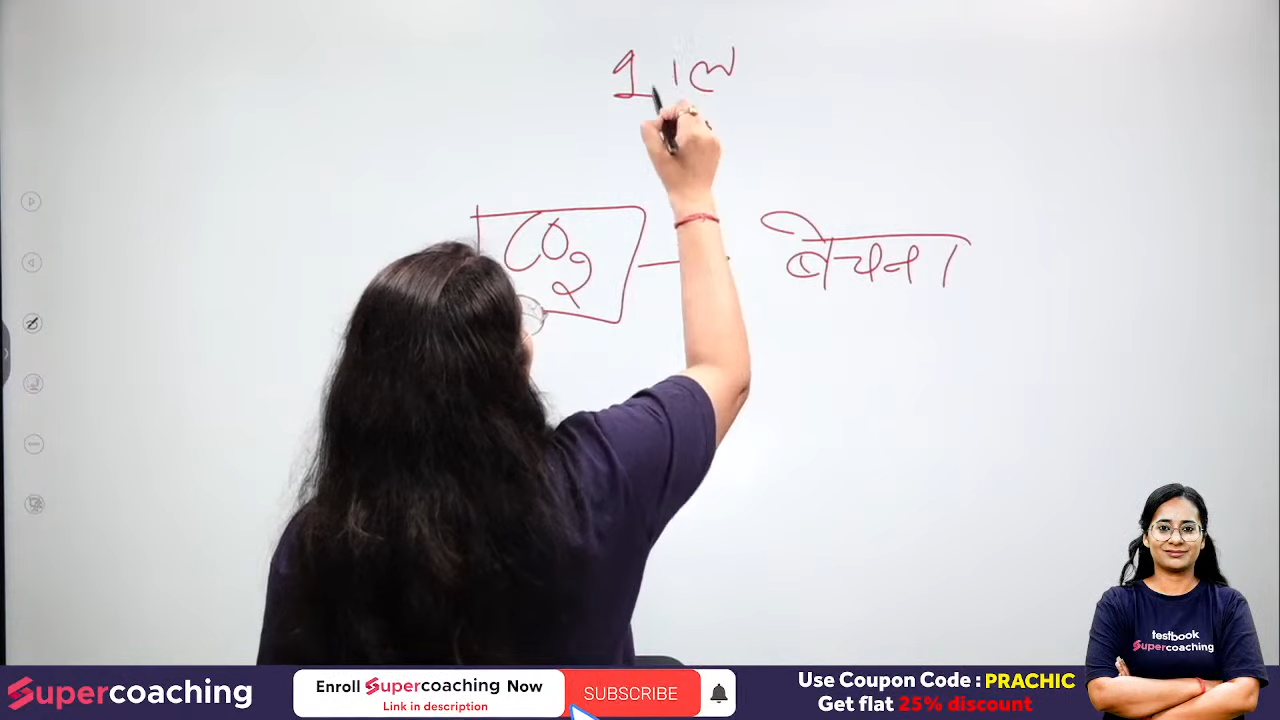 1
CO2 - बेचना
testbook
Supercoaching
Supercoaching
Enroll Supercoaching Now
Link in description
SUBSCRIBE
Use Coupon Code : PRACHIC
Get flat 25% discount